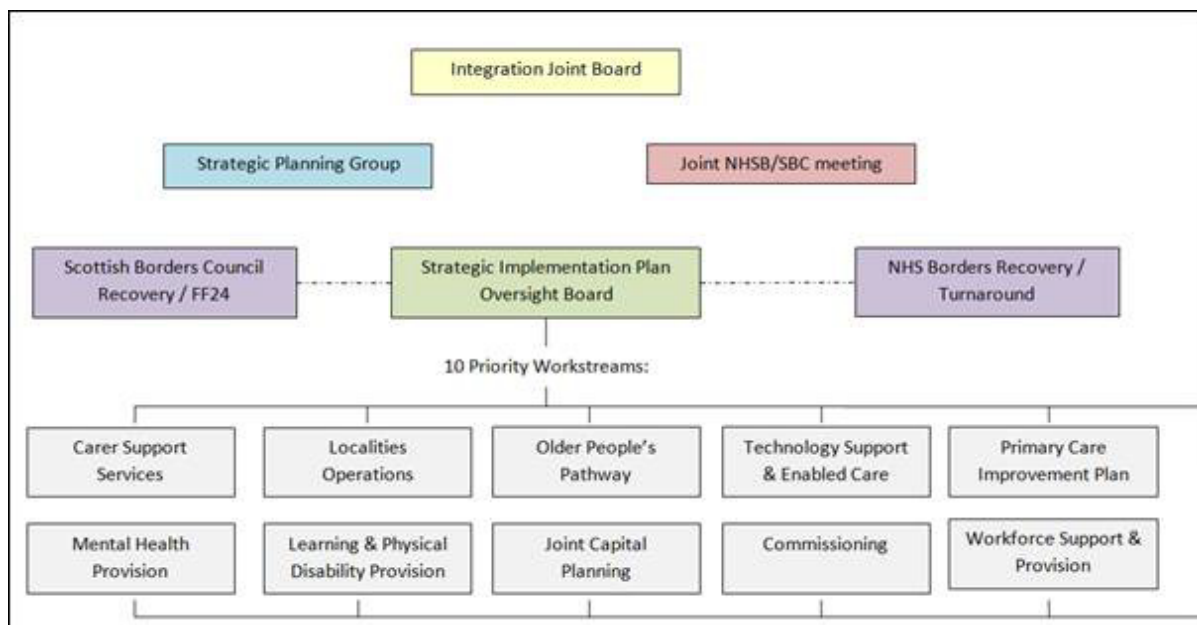 Integration Joint Board
Strategic Planning Group
Joint NHSB/SBC meeting
Scottish Borders Council
Recovery / FF24
Strategic Implementation Plan
Oversight Board
NHS Borders Recovery /
Turnaround
10 Priority Workstreams:
Carer Support
Services
Localities
Operations
Older People’s
Pathway
Technology Support
& Enabled Care
Primary Care
Improvement Plan
Mental Health
Provision
Learning & Physical
Disability Provision
Joint Capital
Planning
Commissioning
Workforce Support &
Provision